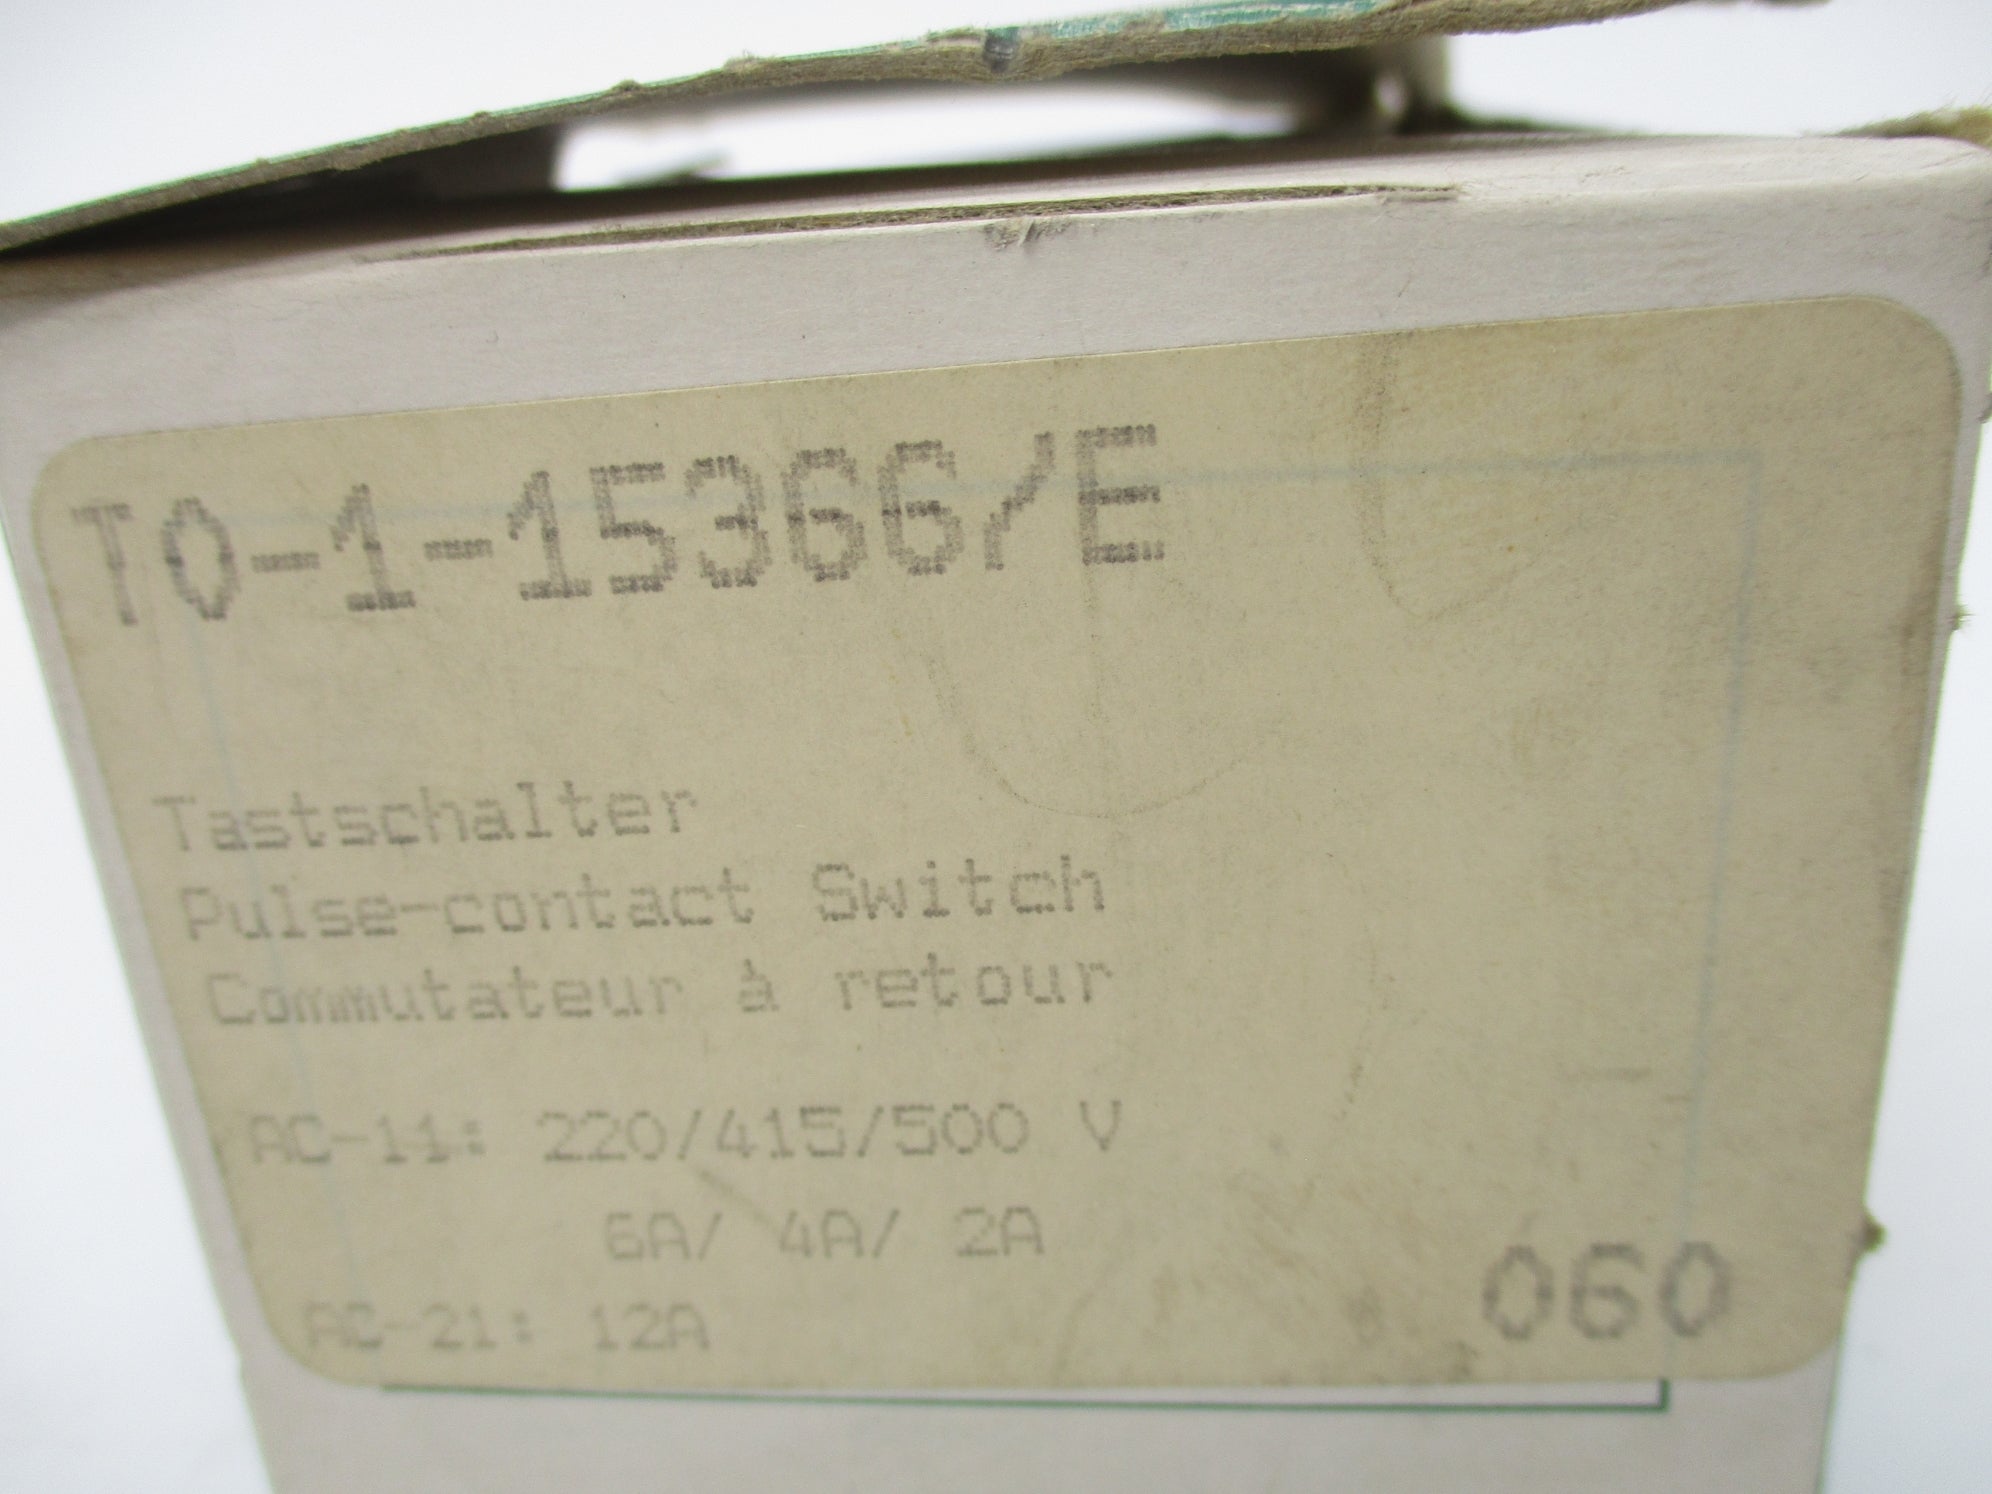 T0-1-15366/E
Tastschalter
Pulse-contact Switch
Commutateur à retour
AC-11: 220/415/500 V
6A/ 4A/ 2A
AC-21: 12A
060